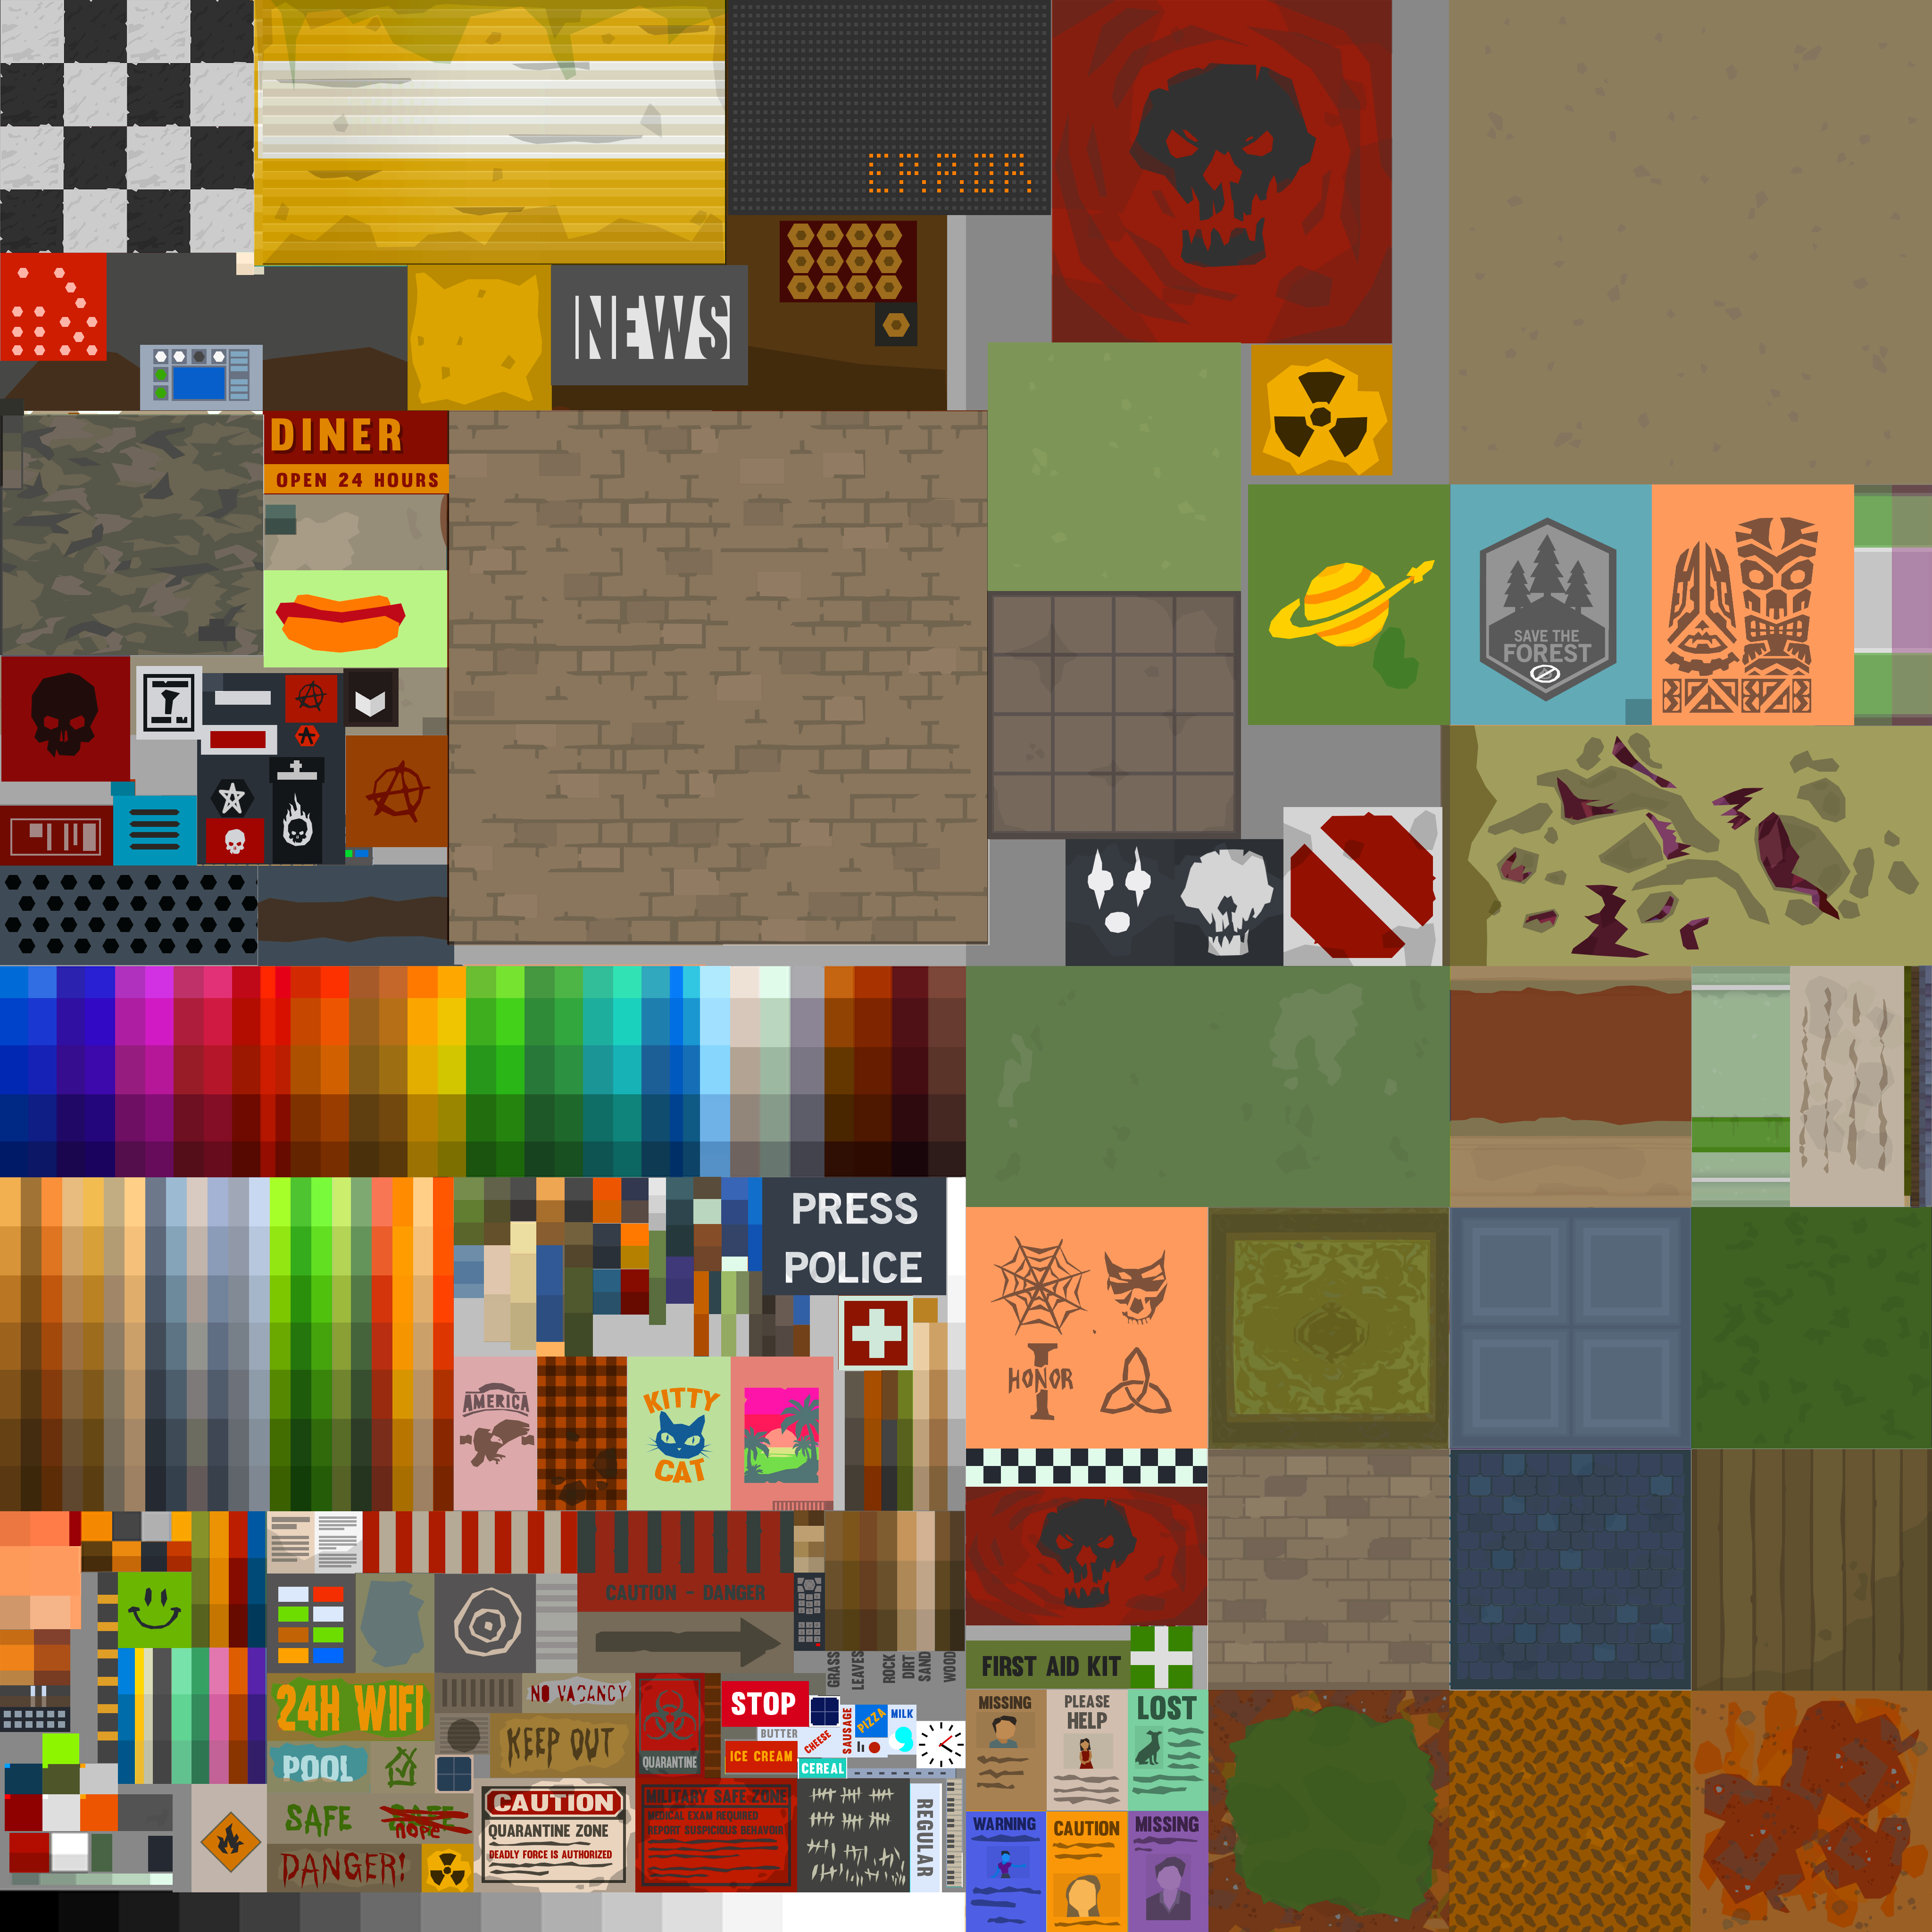 ERROR
NEWS
DINER
OPEN 24 HOURS
SAVE THE
FOREST
PRESS
POLICE
HONOR
AMERICA
KITTY
CAT
CAUTION - DANGER
GRASS
LEAVES
ROCK
DIRT
SAND
WOOD
FIRST AID KIT
24H WIFI
NO VACANCY
KEEP OUT
POOL
QUARANTINE
STOP
BUTTER
ICE CREAM
CHEESE
SAUSAGE
PIZZA
MILK
CEREAL
SAFE
SAFE
nope
DANGER!
CAUTION
QUARANTINE ZONE
DEADLY FORCE IS AUTHORIZED
MILITARY SAFE ZONE
MEDICAL EXAM REQUIRED
REPORT SUSPICIOUS BEHAVOIR
REGULAR
MISSING
PLEASE
HELP
LOST
WARNING
CAUTION
MISSING